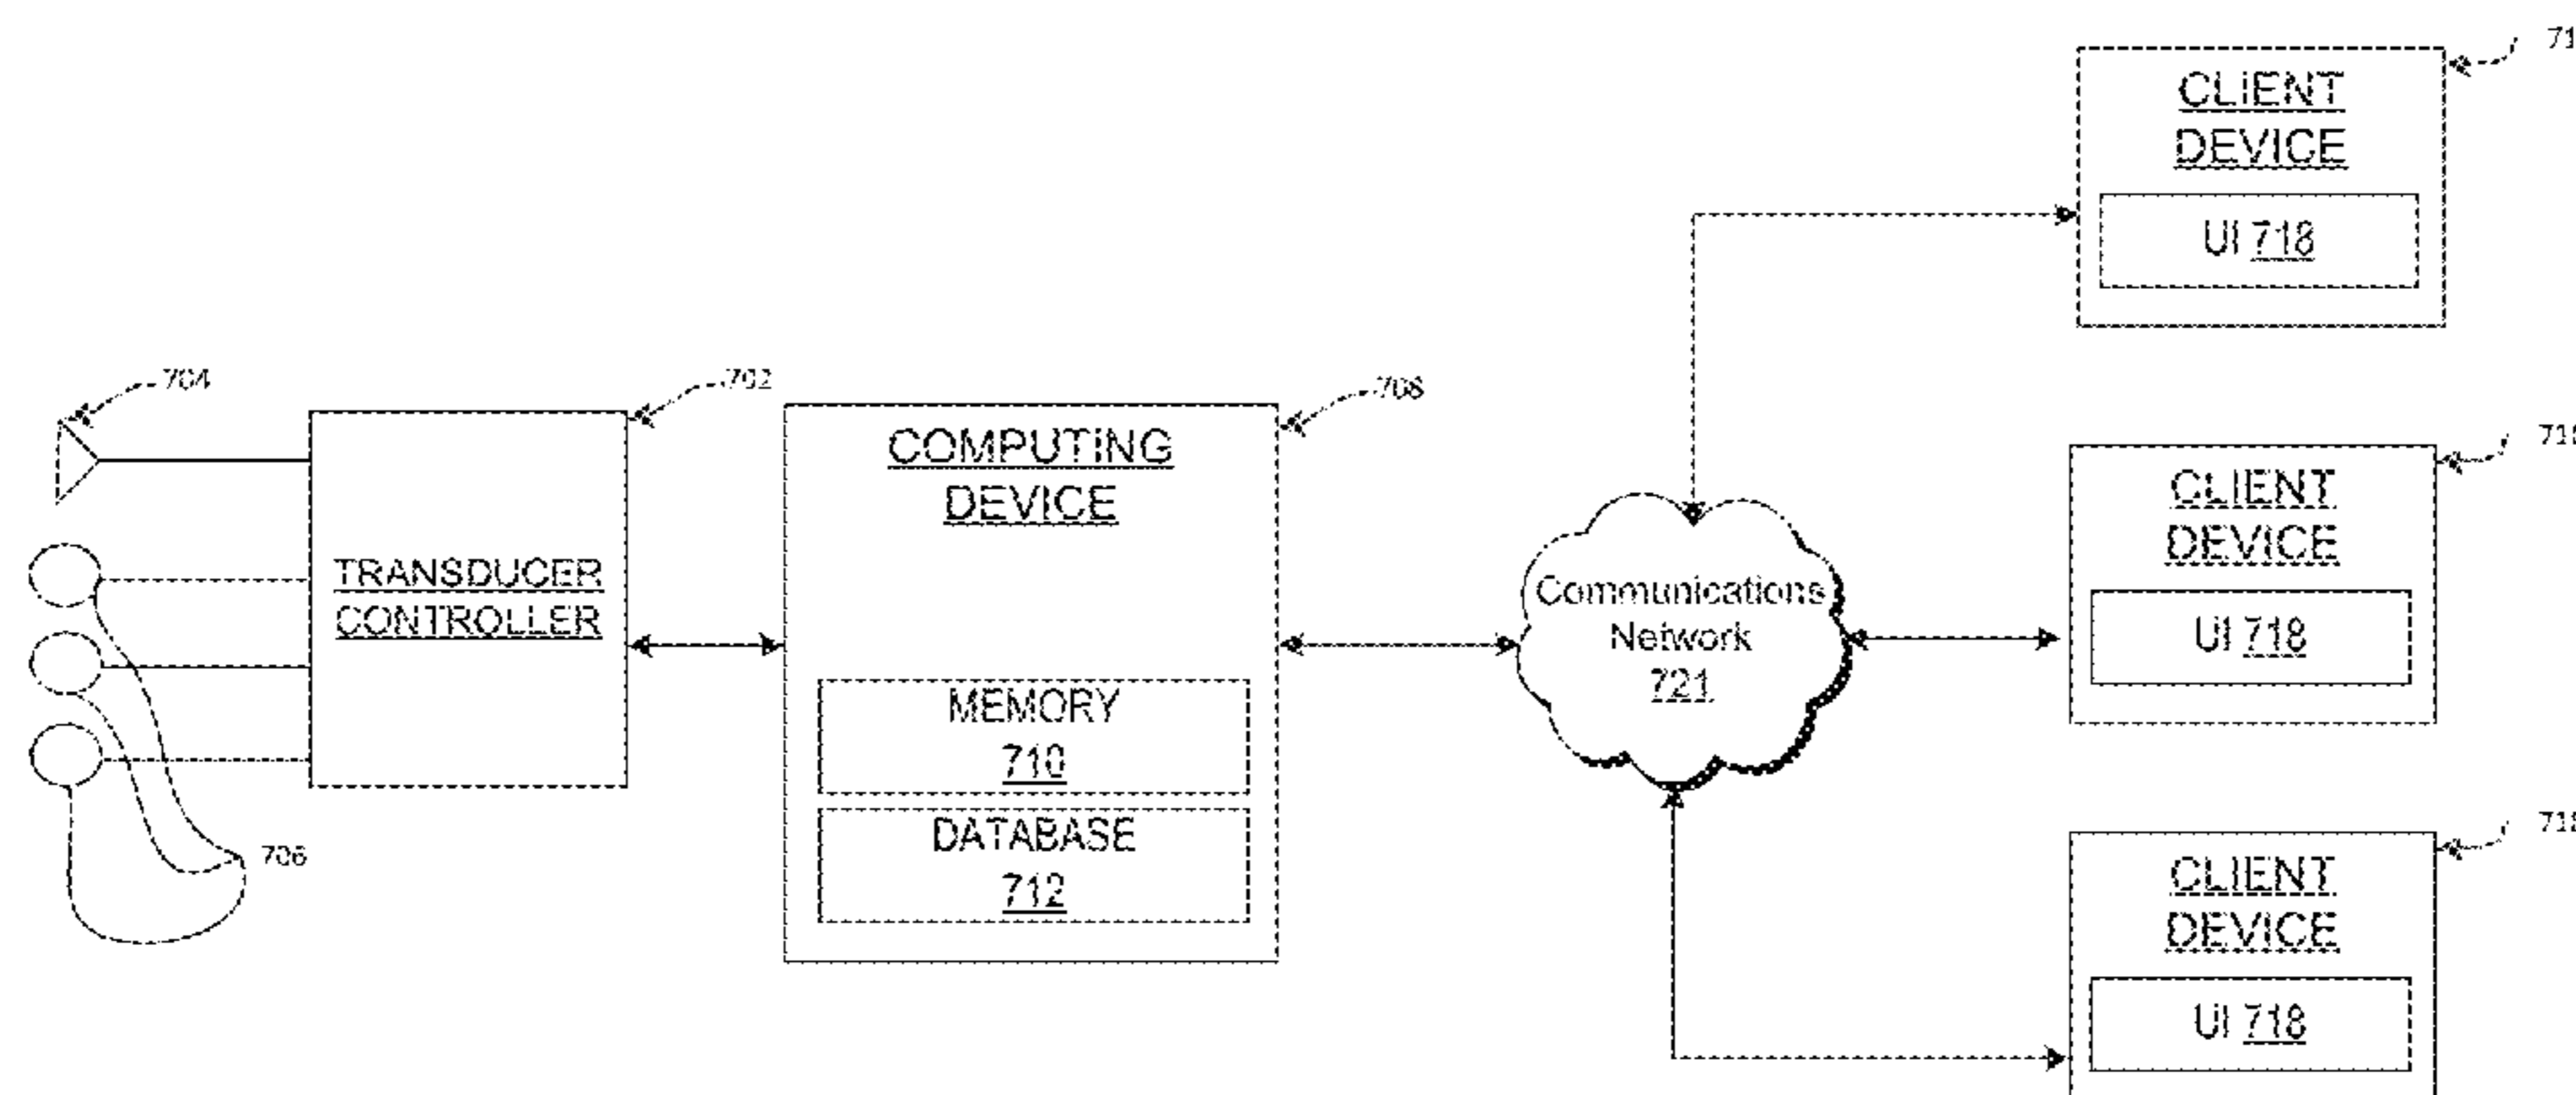 CLIENT
DEVICE
UI 718
704
702
708
COMPUTING
DEVICE
CLIENT
DEVICE
TRANSDUCER
CONTROLLER
Communications
Network
721
UI 718
MEMORY
710
DATABASE
712
706
CLIENT
DEVICE
UI 718